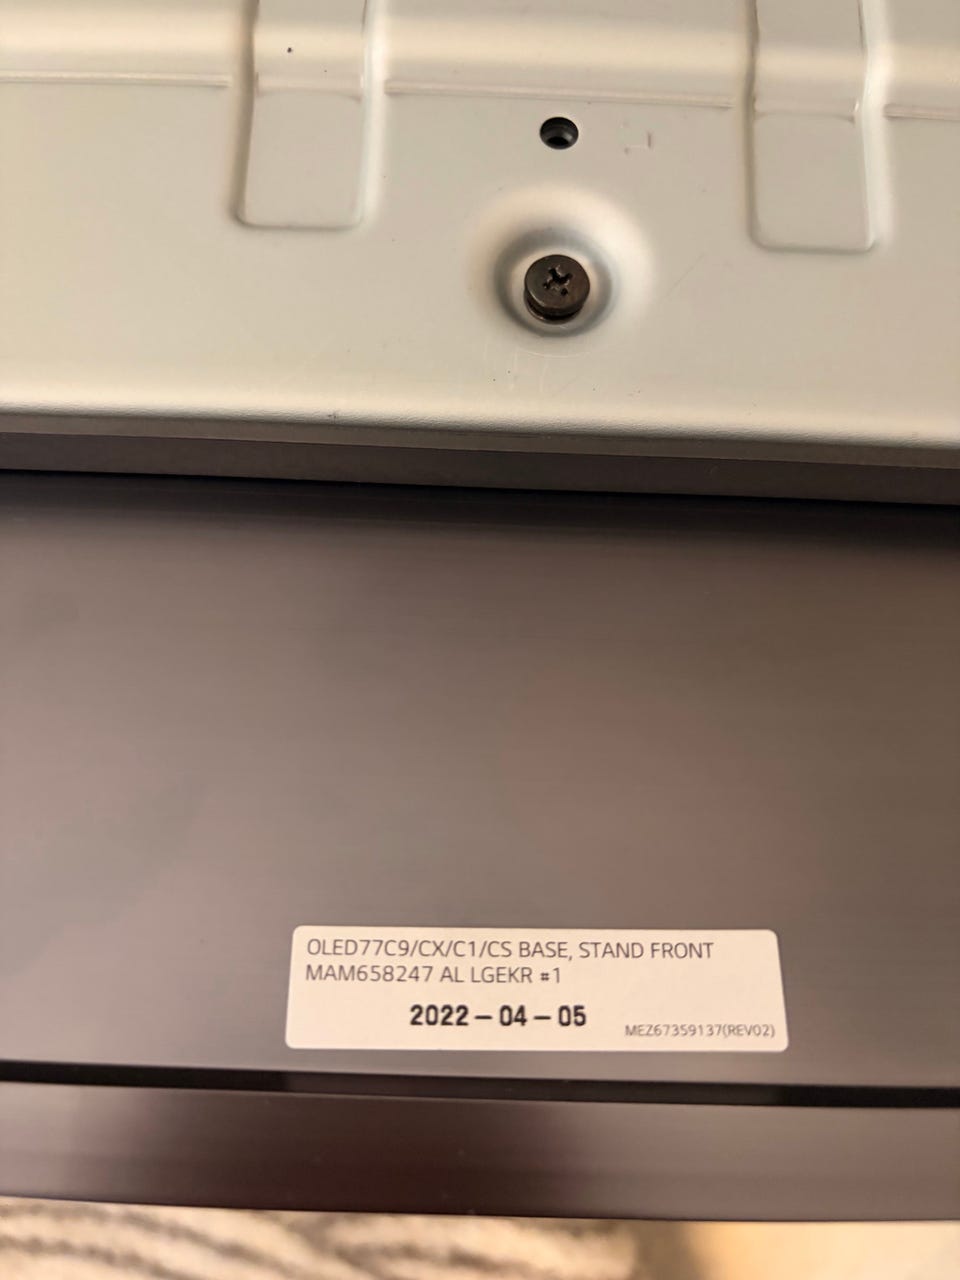 OLED77C9/CX/C1/CS BASE, STAND FRONT
MAM658247 AL LGEKR #1
2022-04-05
MEZ67359137(REV02)